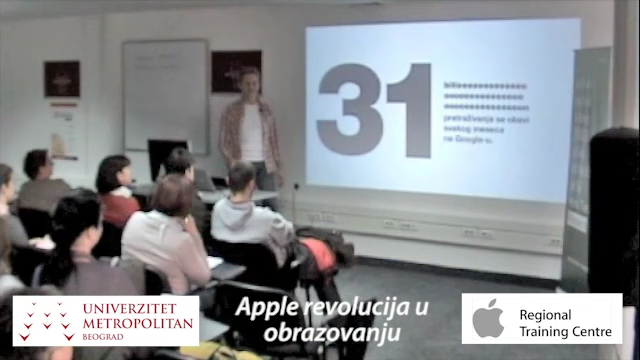 31
pretraživanja se obavi
svakog meseca
na Google-u.
UNIVERZITET
METROPOLITAN
BEOGRAD
Apple revolucija u
obrazovanju
Regional
Training Centre